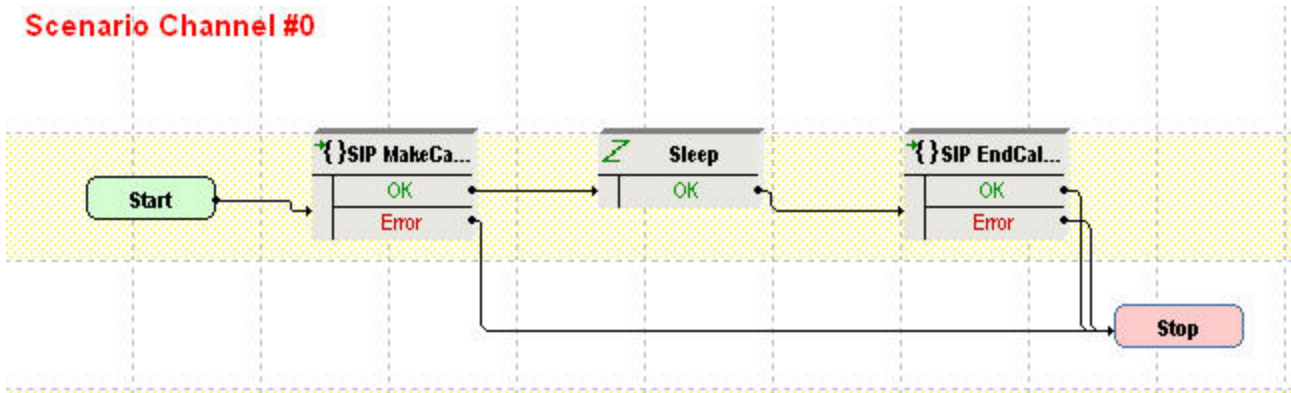 Scenario Channel #0
{ }SIP MakeCa...
OK
Error
Sleep
OK
{ }SIP EndCal...
OK
Error
Start
Stop